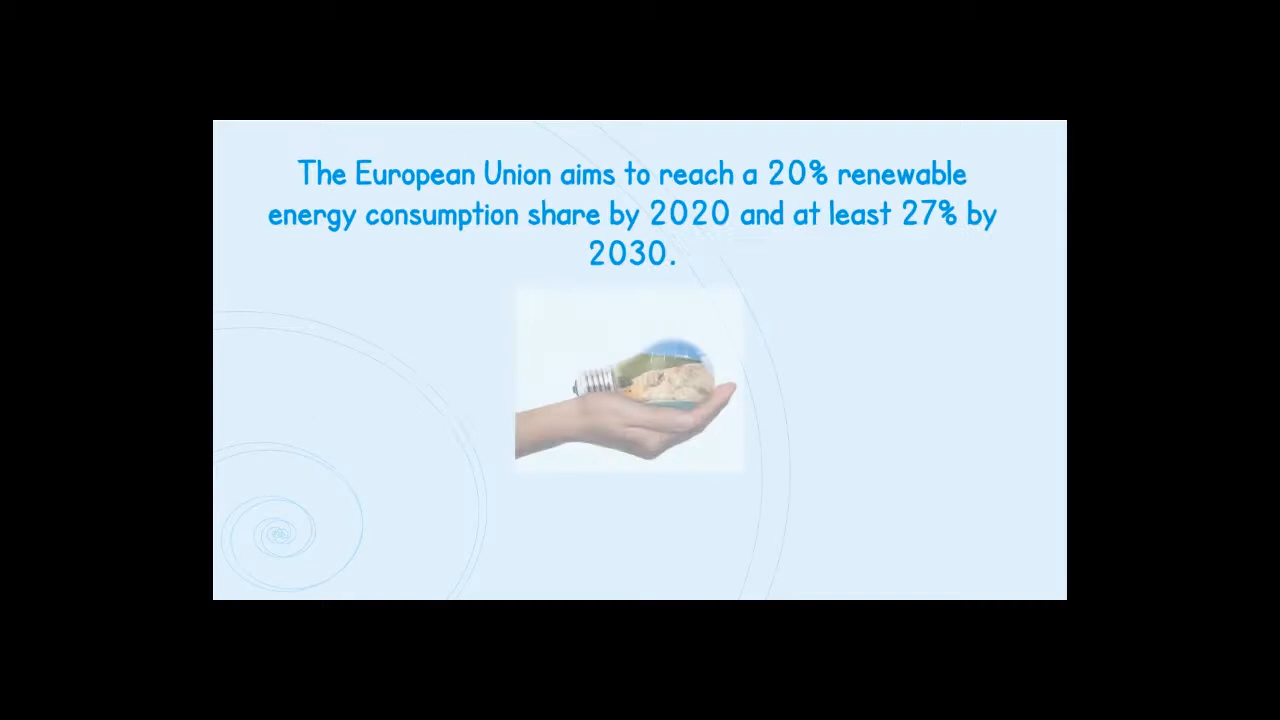 The European Union aims to reach a 20% renewable
energy consumption share by 2020 and at least 27% by
2030.